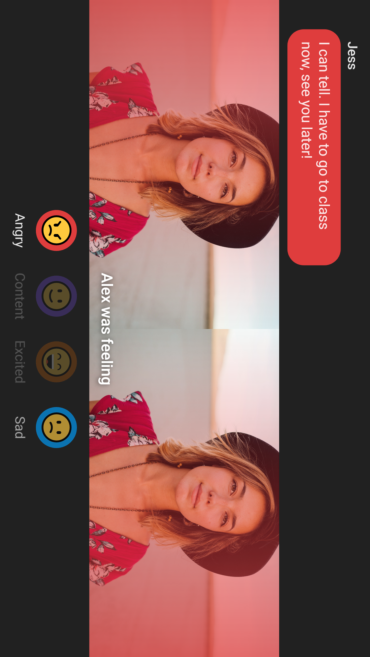 Jess
I can tell. I have to go to class
now, see you later!
Alex was feeling
Angry
Content
Excited
Sad